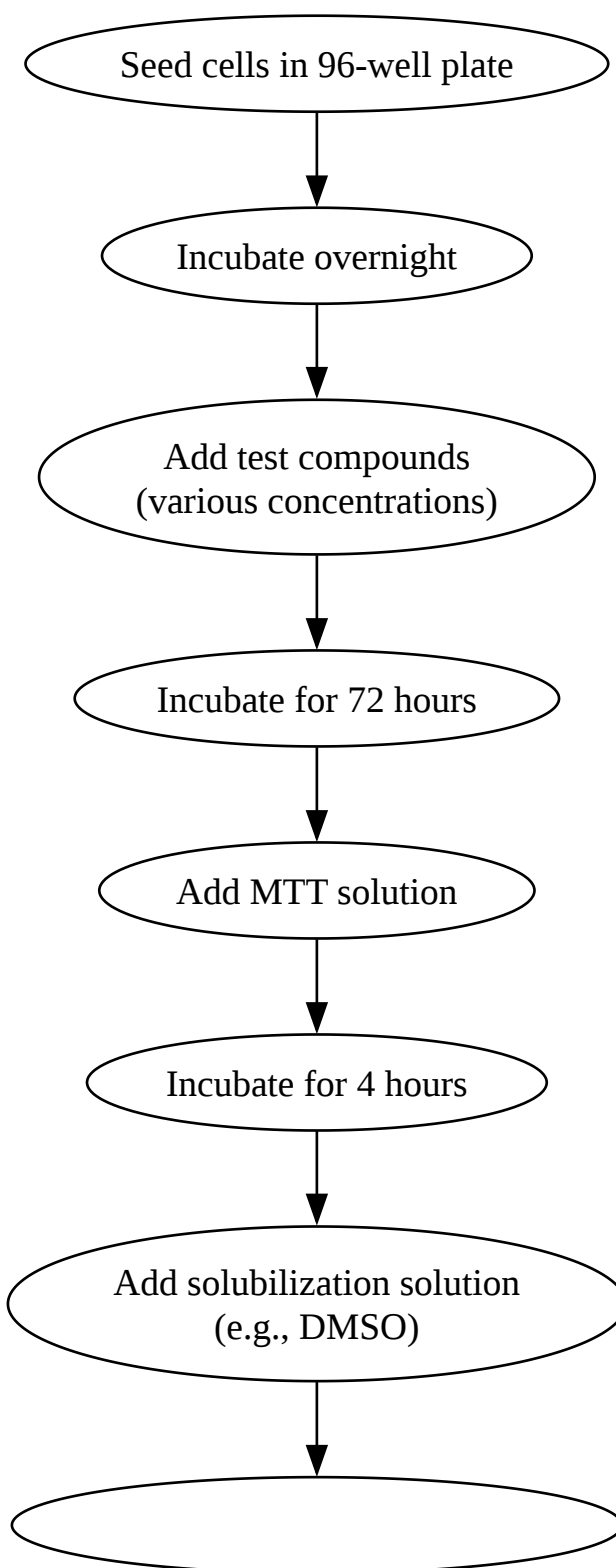 Seed cells in 96-well plate
Incubate overnight
Add test compounds
(various concentrations)
Incubate for 72 hours
Add MTT solution
Incubate for 4 hours
Add solubilization solution
(e.g., DMSO)